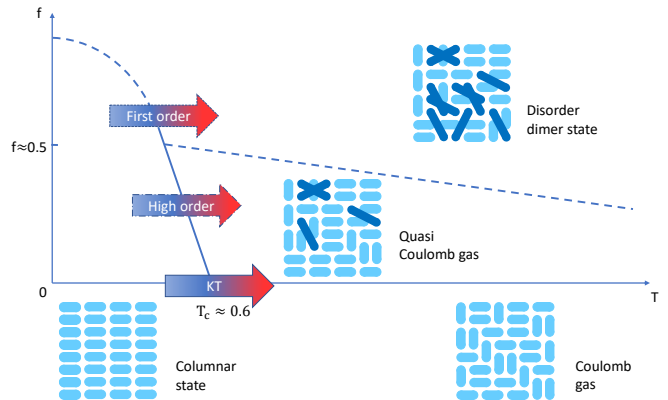 f
First order
Disorder
dimer state
f≈0.5
High order
Quasi
Coulomb gas
KT
0
T
T_c ≈ 0.6
Columnar
state
Coulomb
gas